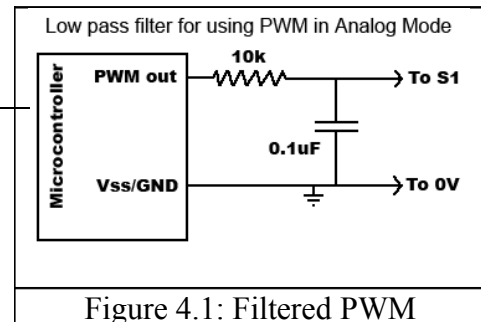 Low pass filter for using PWM in Analog Mode
Microcontroller
PWM out
10k
To S1
0.1uF
Vss/GND
To 0V
Figure 4.1: Filtered PWM